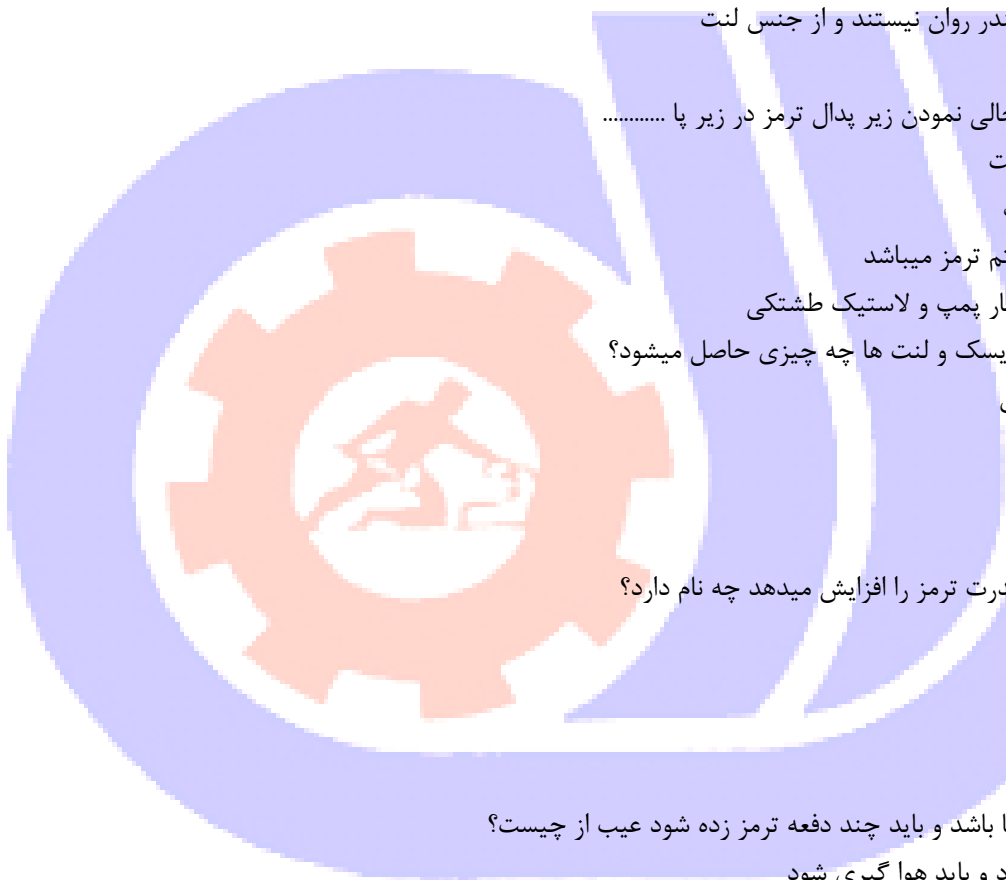 ندر روان نیستند و از جنس لنت
خالی نمودن زیر پدال ترمز در زیر پا ............
ت
تم ترمز میباشد
ار پمپ و لاستیک طشتکی
یسک و لنت ها چه چیزی حاصل میشود؟
درت ترمز را افزایش میدهد چه نام دارد؟
ا باشد و باید چند دفعه ترمز زده شود عیب از چیست؟
د و باید هوا گیری شود